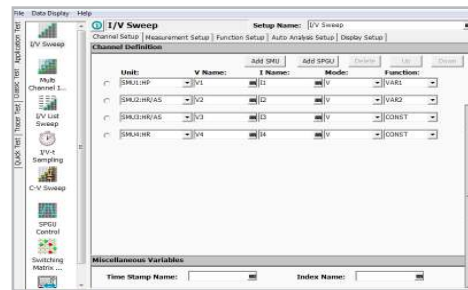 File Data Display Help
I/V Sweep Setup Name: I/V Sweep
Channel Setup Measurement Setup Function Setup Auto Analysis Setup Display Setup
Channel Definition
Add SMU Add SPGU Delete Up Down
Unit: V Name: I Name: Mode: Function:
SMU1:HP V1 I1 V VAR1
SMU2:HR/AS V2 I2 V VAR2
SMU3:HR/AS V3 I3 V CONST
SMU4:HR V4 I4 V CONST
Miscellaneous Variables
Time Stamp Name: Index Name:
Application Test
Classic Test
Tracer Test
Quick Test
I/V Sweep
Multi
Channel I...
I/V List
Sweep
I/V-t
Sampling
C-V Sweep
SPGU
Control
Switching
Matrix ...